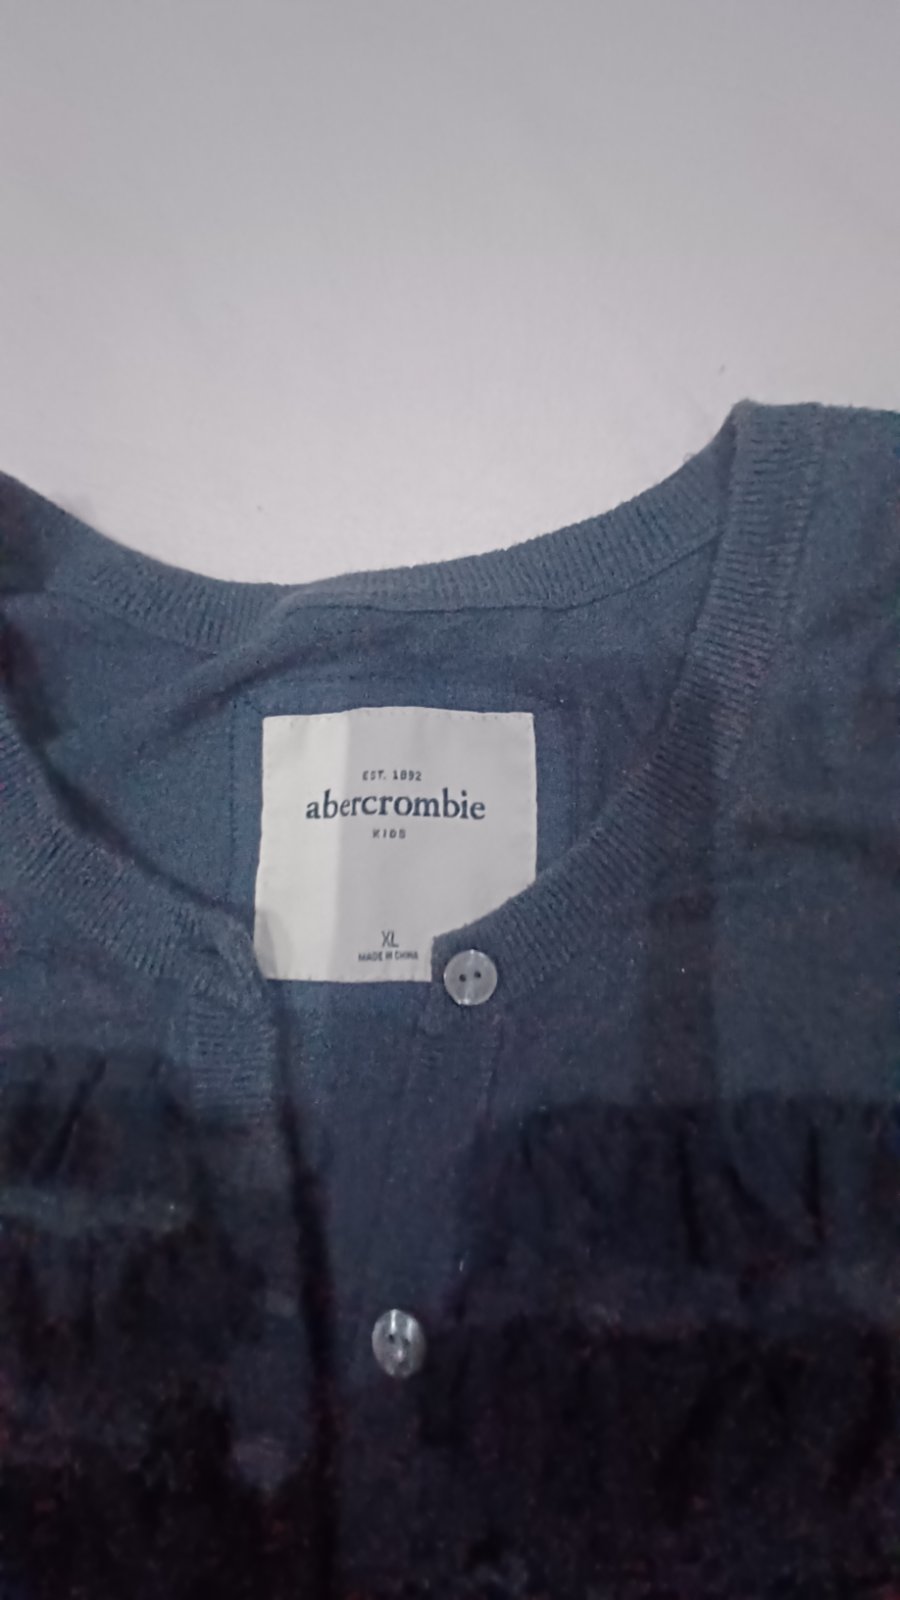 EST. 1892
abercrombie
KIDS
XL
MADE IN CHINA